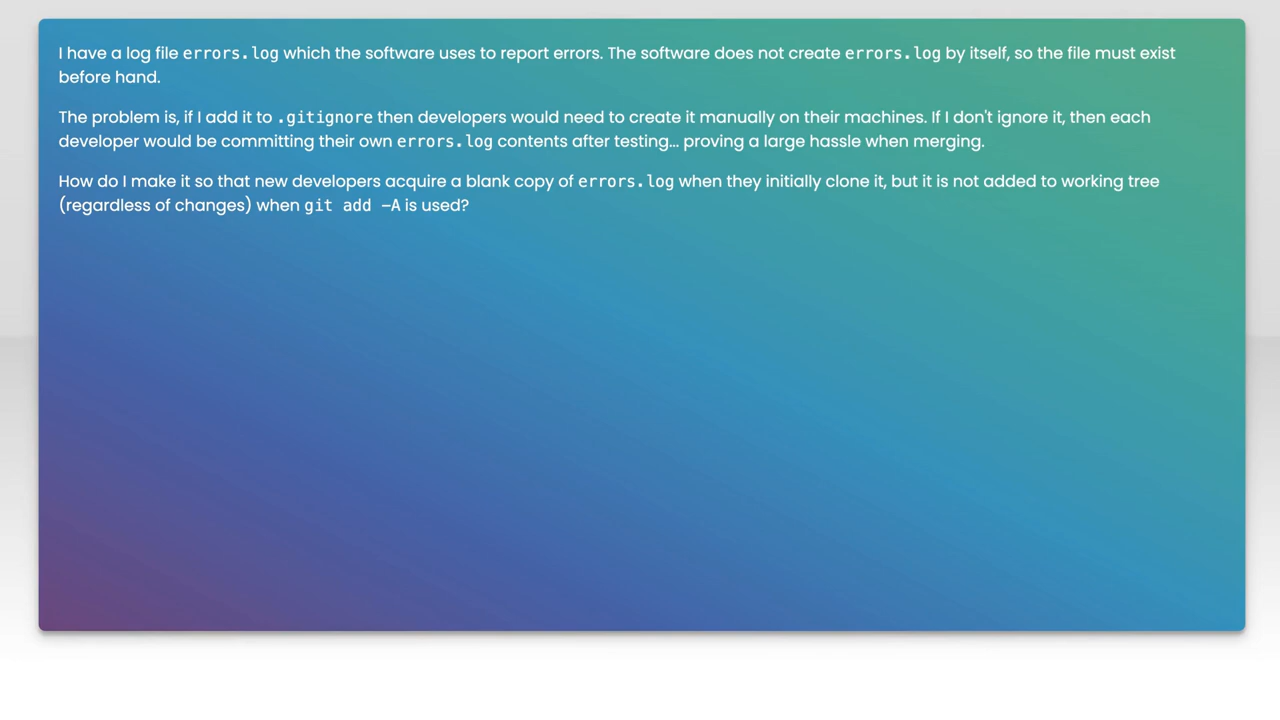 I have a log file errors.log which the software uses to report errors. The software does not create errors.log by itself, so the file must exist
before hand.
The problem is, if I add it to .gitignore then developers would need to create it manually on their machines. If I don't ignore it, then each
developer would be committing their own errors.log contents after testing... proving a large hassle when merging.
How do I make it so that new developers acquire a blank copy of errors.log when they initially clone it, but it is not added to working tree
(regardless of changes) when git add -A is used?